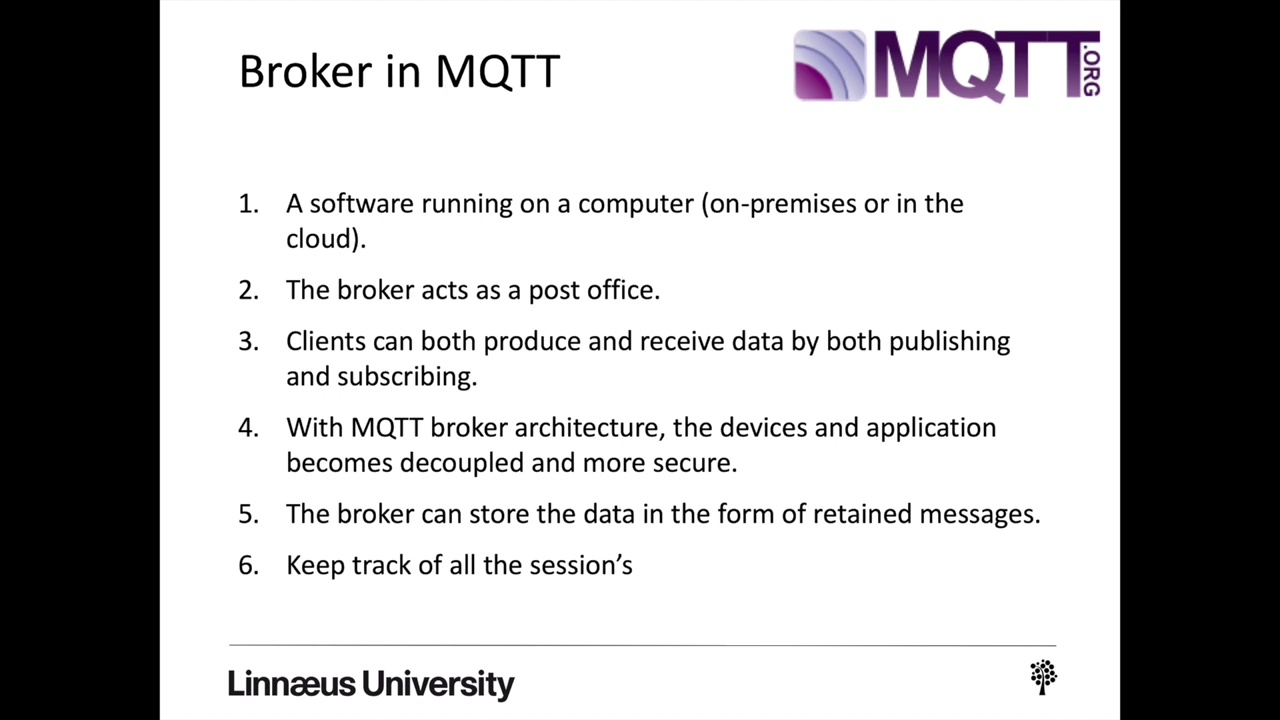 Broker in MQTT
MQTT.ORG
1. A software running on a computer (on-premises or in the
cloud).
2. The broker acts as a post office.
3. Clients can both produce and receive data by both publishing
and subscribing.
4. With MQTT broker architecture, the devices and application
becomes decoupled and more secure.
5. The broker can store the data in the form of retained messages.
6. Keep track of all the session’s
Linnæus University